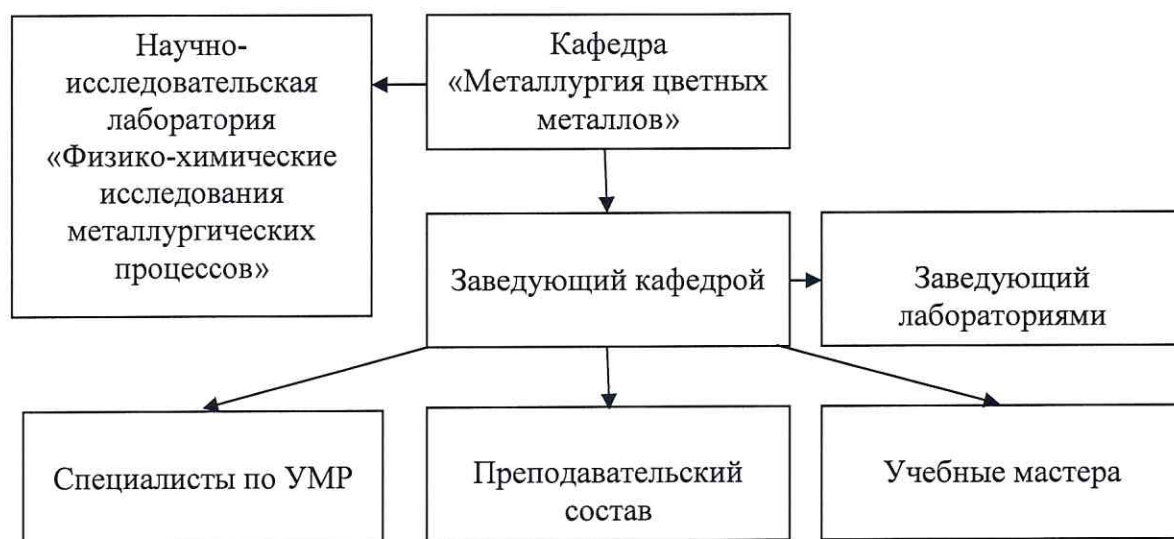 Научно-
исследовательская
лаборатория
«Физико-химические
исследования
металлургических
процессов»
Кафедра
«Металлургия цветных
металлов»
Заведующий кафедрой
Заведующий
лабораториями
Специалисты по УМР
Преподавательский
состав
Учебные мастера